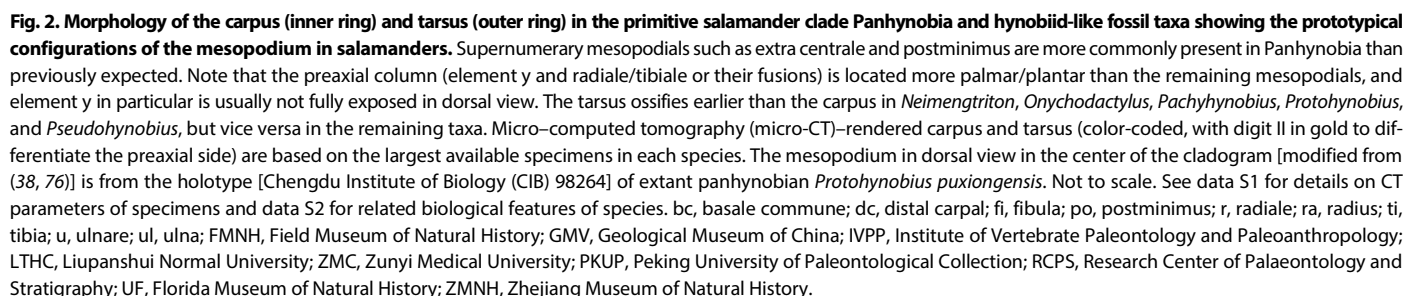 Fig. 2. Morphology of the carpus (inner ring) and tarsus (outer ring) in the primitive salamander clade Panhynobia and hynobiid-like fossil taxa showing the prototypical
configurations of the mesopodium in salamanders. Supernumerary mesopodials such as extra centrale and postminimus are more commonly present in Panhynobia than
previously expected. Note that the preaxial column (element y and radiale/tibiale or their fusions) is located more palmar/plantar than the remaining mesopodials, and
element y in particular is usually not fully exposed in dorsal view. The tarsus ossifies earlier than the carpus in Neimengtriton, Onychodactylus, Pachyhynobius, Protohynobius,
and Pseudohynobius, but vice versa in the remaining taxa. Micro–computed tomography (micro-CT)–rendered carpus and tarsus (color-coded, with digit II in gold to dif-
ferentiate the preaxial side) are based on the largest available specimens in each species. The mesopodium in dorsal view in the center of the cladogram [modified from
(38, 76)] is from the holotype [Chengdu Institute of Biology (CIB) 98264] of extant panhynobian Protohynobius puxiongensis. Not to scale. See data S1 for details on CT
parameters of specimens and data S2 for related biological features of species. bc, basale commune; dc, distal carpal; fi, fibula; po, postminimus; r, radiale; ra, radius; ti,
tibia; u, ulnare; ul, ulna; FMNH, Field Museum of Natural History; GMV, Geological Museum of China; IVPP, Institute of Vertebrate Paleontology and Paleoanthropology;
LTHC, Liupanshui Normal University; ZMC, Zunyi Medical University; PKUP, Peking University of Paleontological Collection; RCPS, Research Center of Palaeontology and
Stratigraphy; UF, Florida Museum of Natural History; ZMNH, Zhejiang Museum of Natural History.